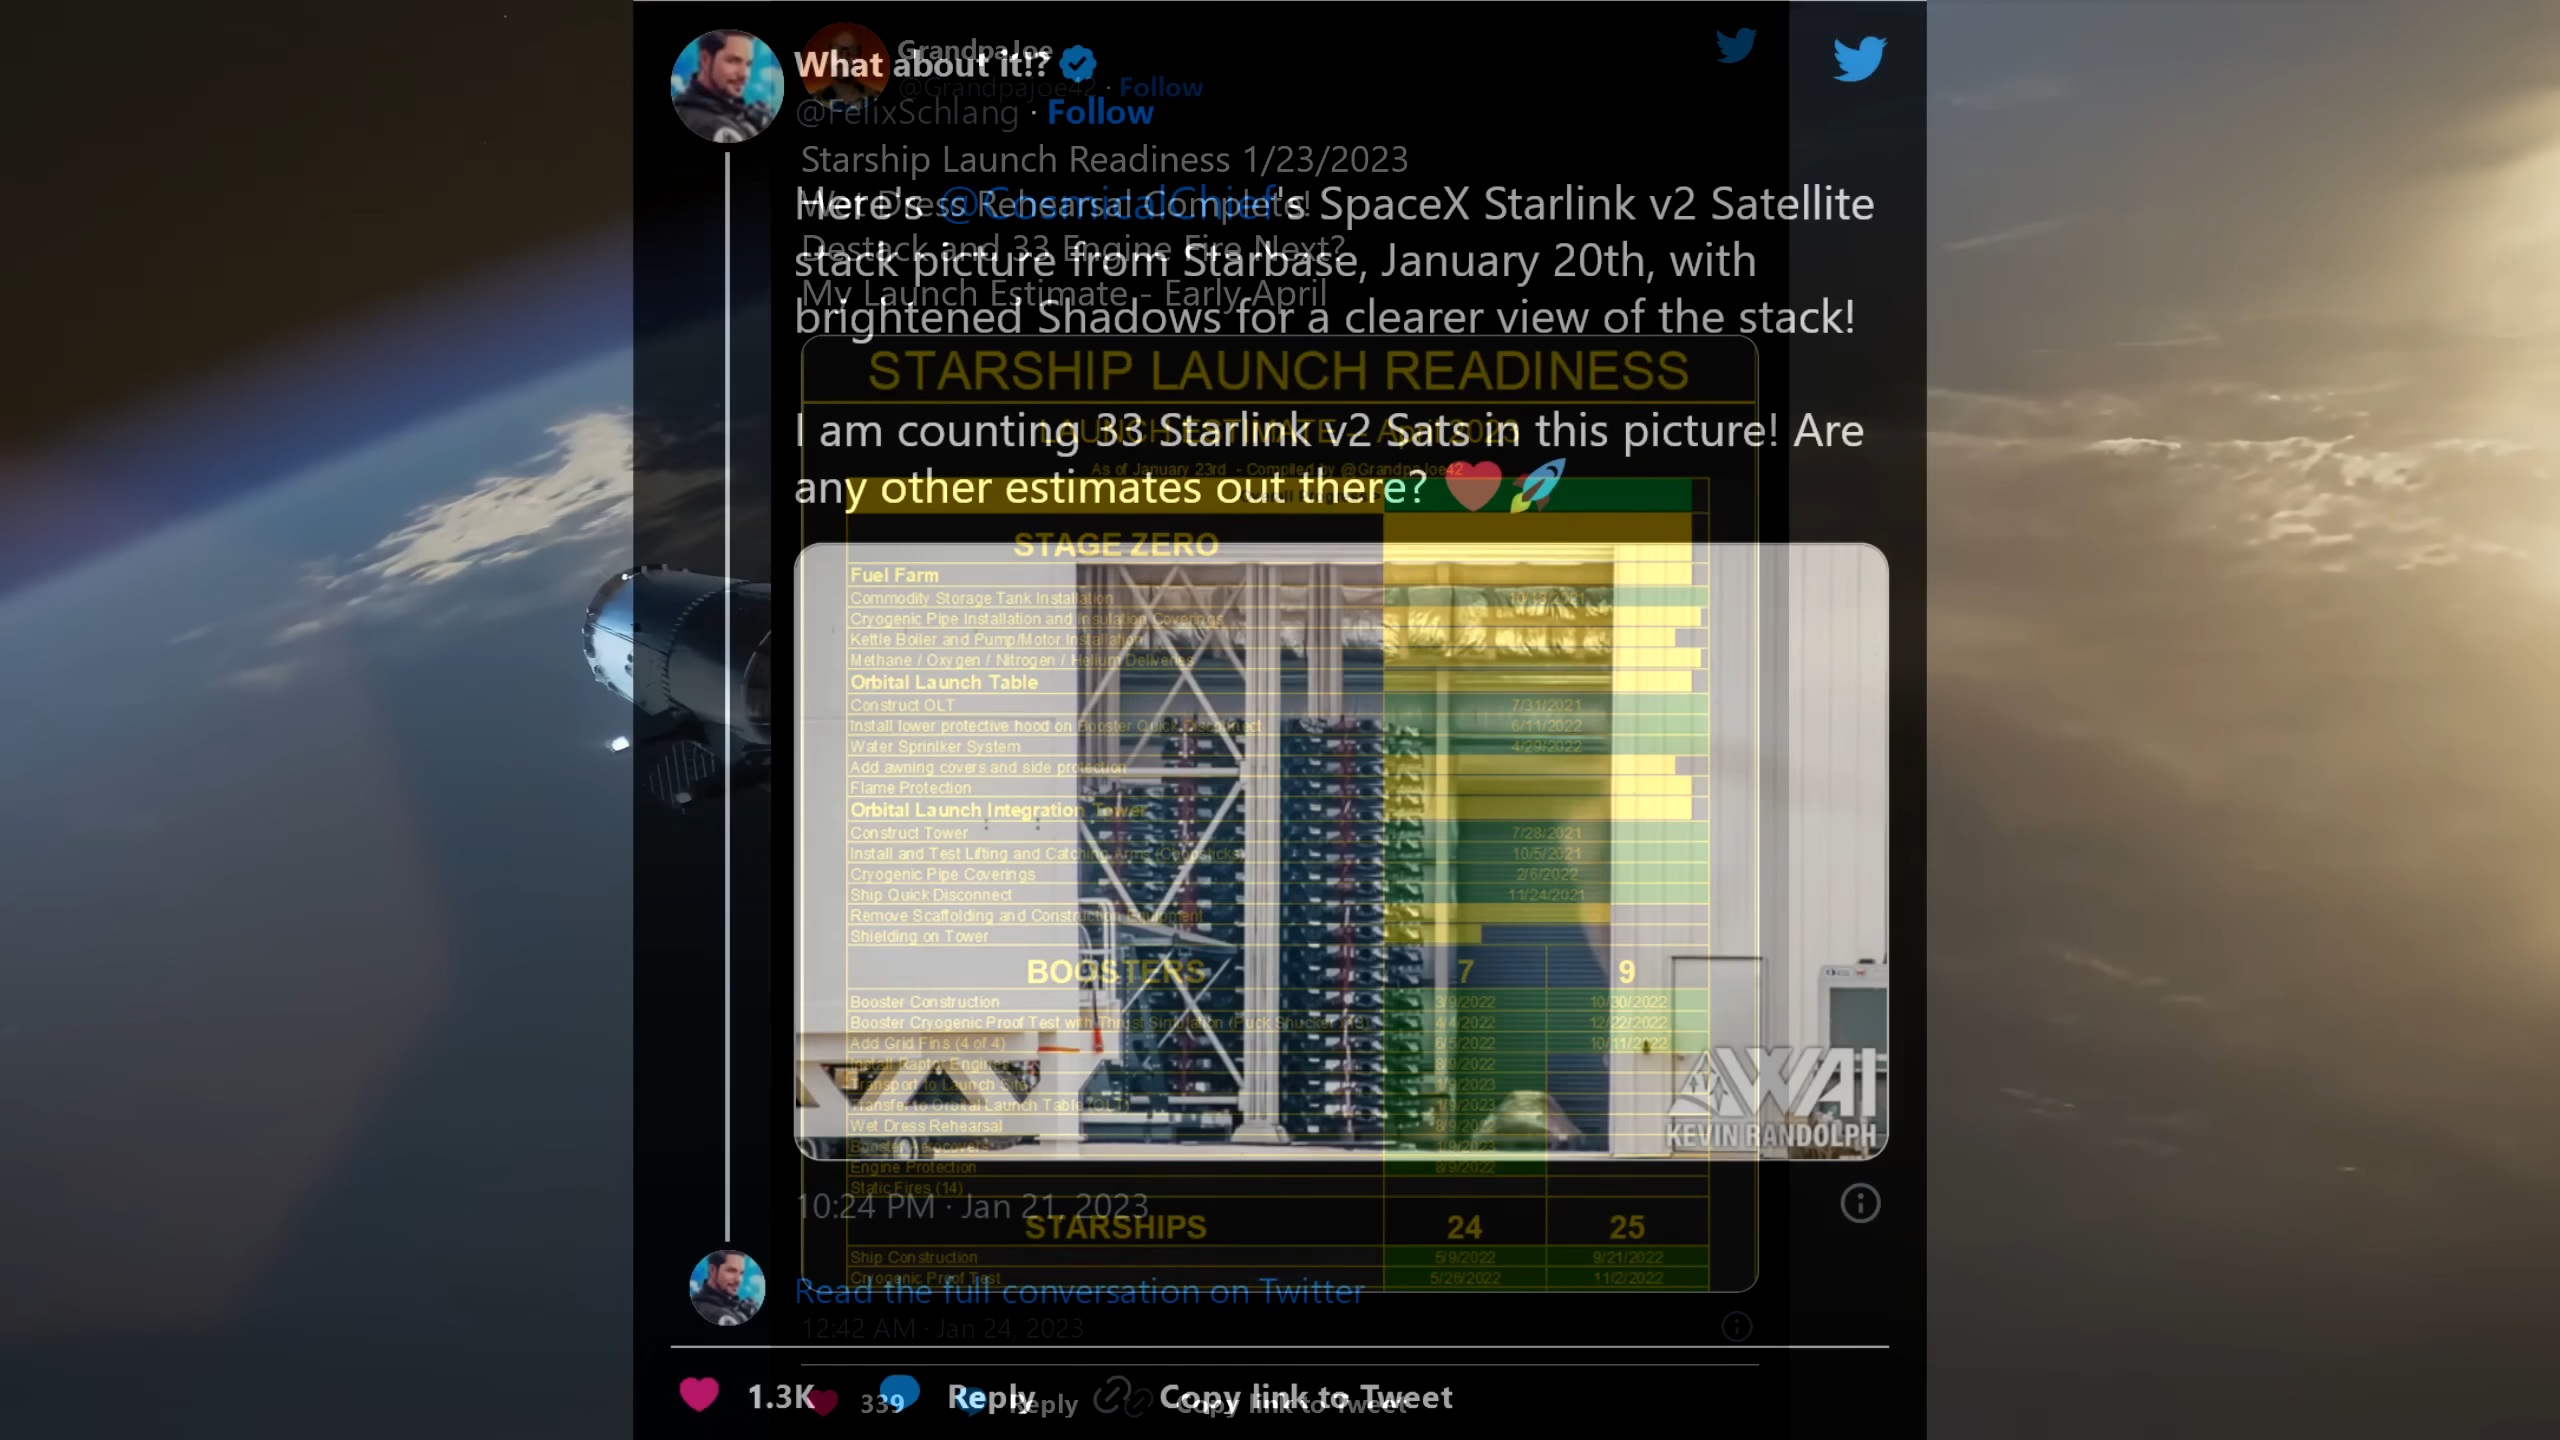 What about it!?
@FelixSchlang · Follow
Here's @CosmicalChief's SpaceX Starlink v2 Satellite
stack picture from Starbase, January 20th, with
brightened Shadows for a clearer view of the stack!
I am counting 33 Starlink v2 Sats in this picture! Are
any other estimates out there?
WAI
KEVIN RANDOLPH
10:24 PM · Jan 21, 2023
Read the full conversation on Twitter
1.3K Reply Copy link to Tweet
GrandpaJoe
@Grandpajoe42 · Follow
Starship Launch Readiness 1/23/2023
Wet Dress Rehearsal Complete!
Destack and 33 Engine Fire Next?
My Launch Estimate - Early April
STARSHIP LAUNCH READINESS
LAUNCH ESTIMATE - April 2023
As of January 23rd - Compiled by @GrandpaJoe42
STAGE ZERO
Fuel Farm
Commodity Storage Tank Installation
Cryogenic Pipe Installation and Insulation Coverings
Kettle Boiler and Pump/Motor Installation
Methane / Oxygen / Nitrogen / Helium Deliveries
Orbital Launch Table
Construct OLT 7/31/2021
Install lower protective hood on Booster Quick Disconnect 6/11/2022
Water Sprinlker System 4/29/2022
Add awning covers and side protection
Flame Protection
Orbital Launch Integration Tower
Construct Tower 7/28/2021
Install and Test Lifting and Catching Arms (Chopsticks) 10/5/2021
Cryogenic Pipe Coverings 2/6/2022
Ship Quick Disconnect 11/24/2021
Remove Scaffolding and Construction Equipment
Shielding on Tower
BOOSTERS 7 9
Booster Construction 3/9/2022 10/30/2022
Booster Cryogenic Proof Test with Thrust Simulation (Puck Shucker 4/4/2022 12/22/2022
Add Grid Fins (4 of 4) 6/5/2022 10/11/2022
Install Raptor Engines 8/9/2022
Transport to Launch Site 1/9/2023
Transfer to Orbital Launch Table (OLT) 1/9/2023
Wet Dress Rehearsal
Booster Aerocovers 1/9/2023
Engine Protection 8/9/2022
Static Fires (14)
STARSHIPS 24 25
Ship Construction 5/9/2022 9/21/2022
Cryogenic Proof Test 5/26/2022 11/2/2022
12:42 AM · Jan 24, 2023
339 Reply Copy link to Tweet